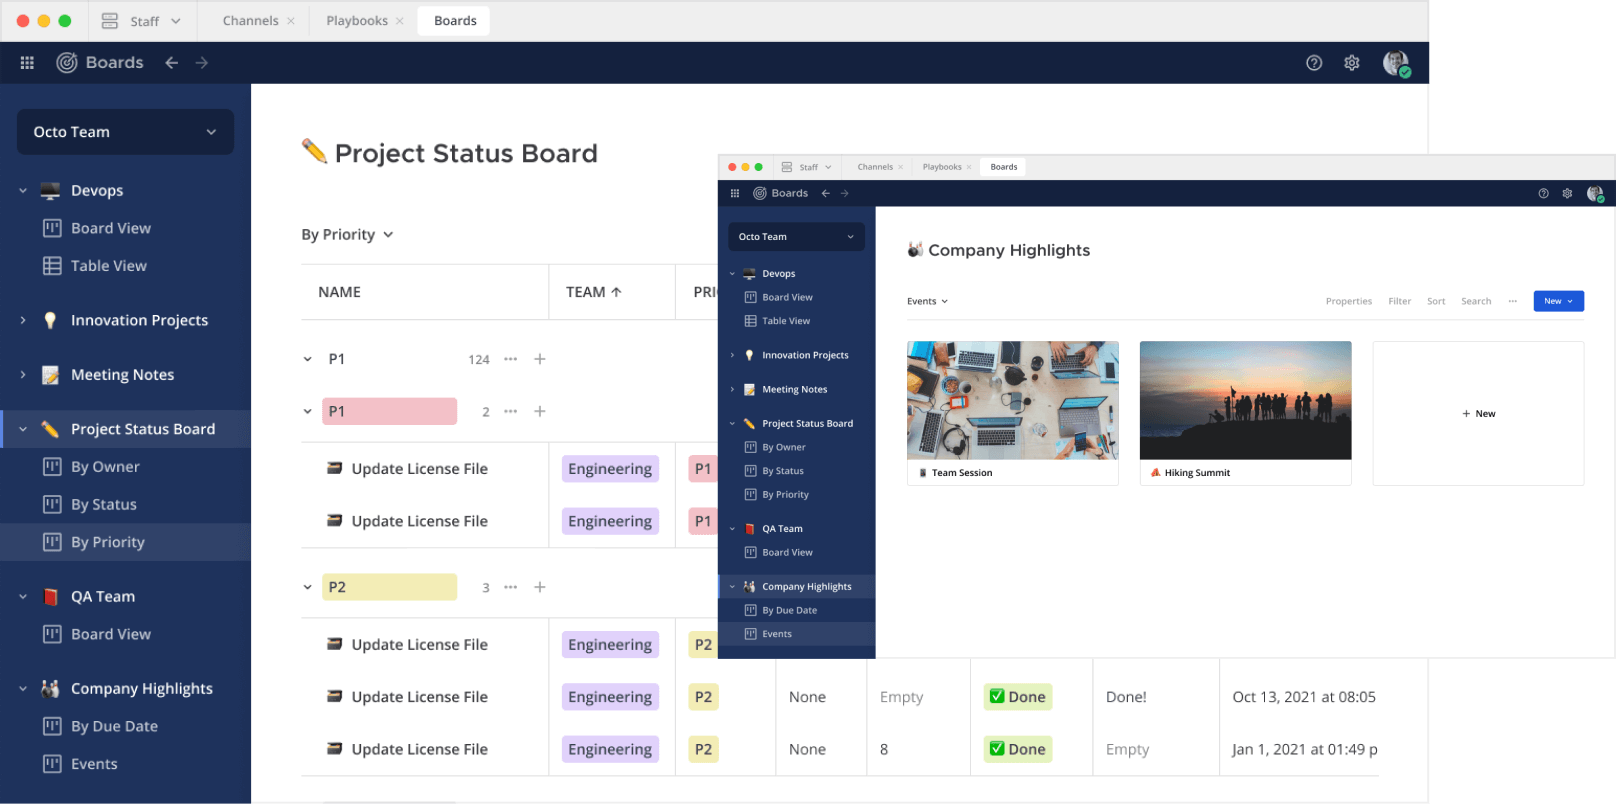 Staff
Channels
Playbooks
Boards
Boards
Octo Team
Devops
Board View
Table View
Innovation Projects
Meeting Notes
Project Status Board
By Owner
By Status
By Priority
QA Team
Board View
Company Highlights
By Due Date
Events
Project Status Board
By Priority
NAME TEAM
P1 124
P1 2
Update License File Engineering P1
Update License File Engineering P1
P2 3
Update License File Engineering P2
Update License File Engineering P2 None Empty Done Done! Oct 13, 2021 at 08:05
Update License File Engineering P2 None 8 Done Empty Jan 1, 2021 at 01:49 p
Staff
Channels
Playbooks
Boards
Boards
Octo Team
Devops
Board View
Table View
Innovation Projects
Meeting Notes
Project Status Board
By Owner
By Status
By Priority
QA Team
Board View
Company Highlights
By Due Date
Events
Company Highlights
Events Properties Filter Sort Search New
Team Session
Hiking Summit
+ New